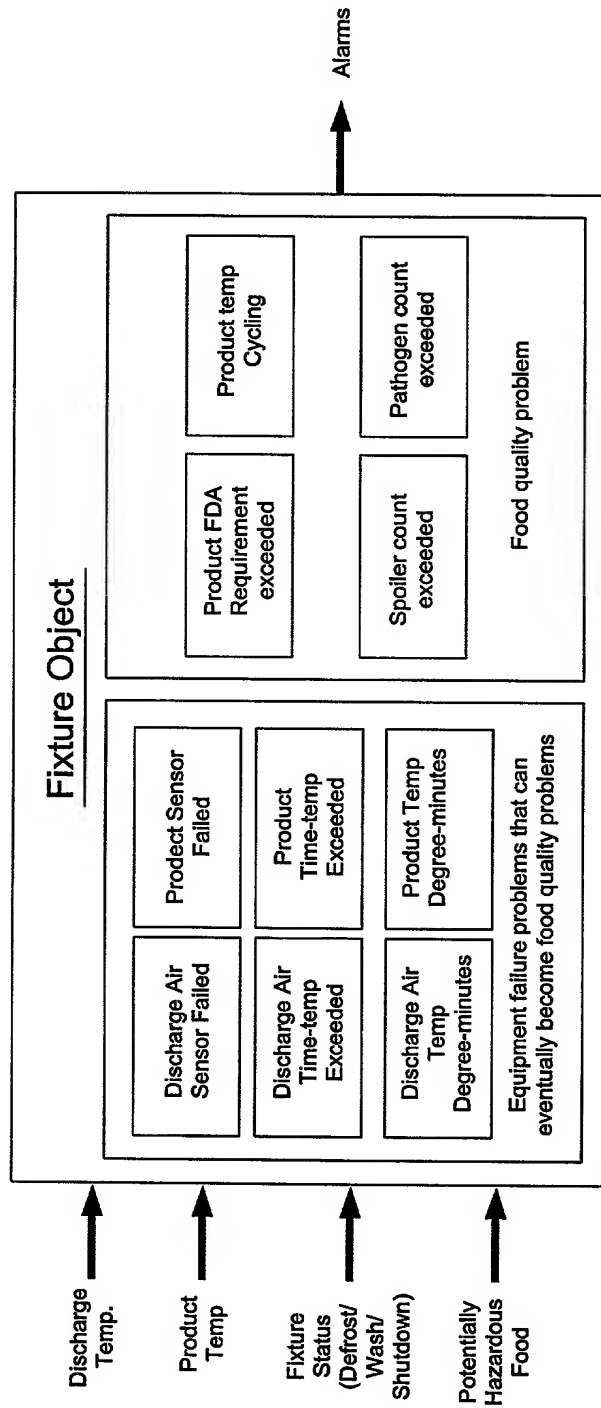 Fixture Object
Discharge
Temp.
Product
Temp
Fixture
Status
(Defrost/
Wash/
Shutdown)
Potentially
Hazardous
Food
Discharge Air
Sensor Failed
Prodect Sensor
Failed
Discharge Air
Time-temp
Exceeded
Product
Time-temp
Exceeded
Discharge Air
Temp
Degree-minutes
Product Temp
Degree-minutes
Equipment failure problems that can
eventually become food quality problems
Product FDA
Requirement
exceeded
Product temp
Cycling
Spoiler count
exceeded
Pathogen count
exceeded
Food quality problem
Alarms